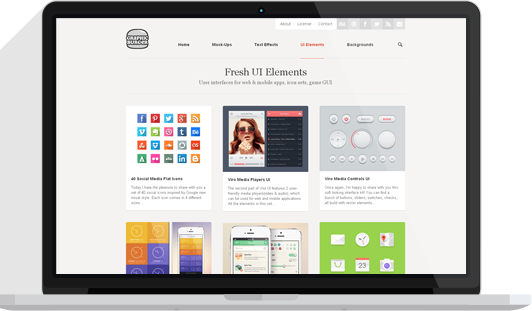 About License Contact
GRAPHIC
BURGER
Home Mock-Ups Text Effects UI Elements Backgrounds
Fresh UI Elements
User interfaces for web & mobile apps, icon sets, game GUI
40 Social Media Flat Icons
Today I have the pleasure to share with you a
set of 40 social icons inspired by Google new
visual style. Each icon comes in 4 different
sizes.
Viro Media Players UI
The second part of Viro UI features 2 user
friendly media players(video & audio), which
can be used for web and mobile applications
All the elements in this set...
Viro Media Controls UI
Once again, I'm happy to share with you this
soft looking interface kit! You can find a
bunch of buttons, sliders, switches, checks,
all build with vector elements...
23